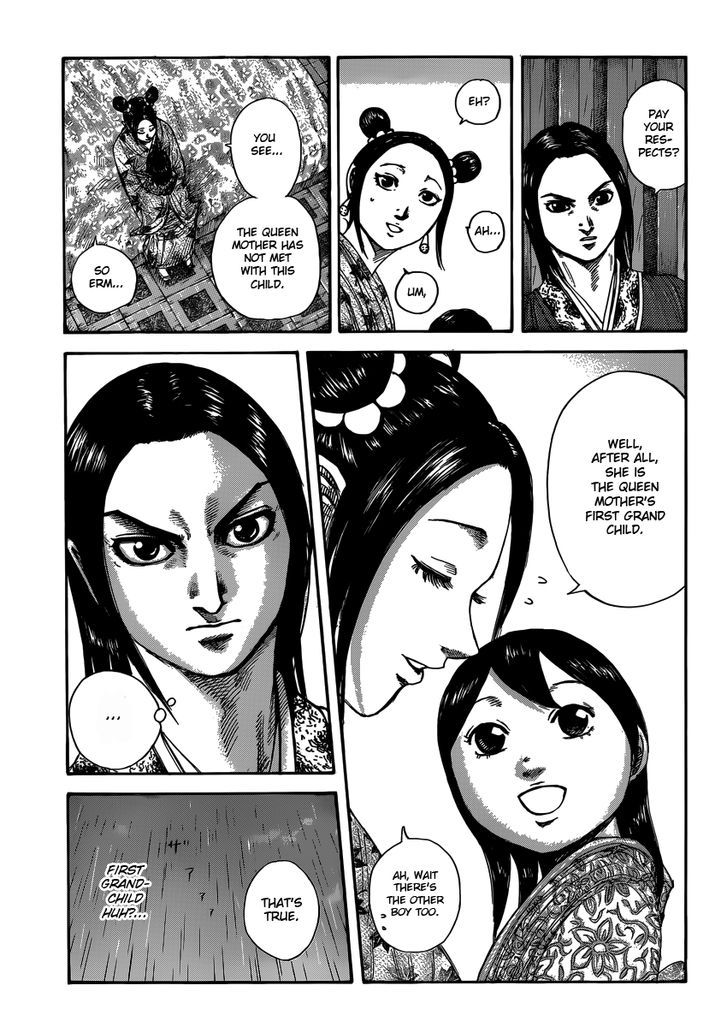 PAY
YOUR
RES-
PECTS?
EH?
AH...
UM,
YOU
SEE...
THE QUEEN
MOTHER HAS
NOT MET
WITH THIS
CHILD.
SO
ERM...
WELL,
AFTER ALL,
SHE IS
THE QUEEN
MOTHER'S
FIRST GRAND
CHILD.
AH, WAIT
THERE'S
THE OTHER
BOY TOO.
...
THAT'S
TRUE.
FIRST
GRAND-
CHILD
HUH?...